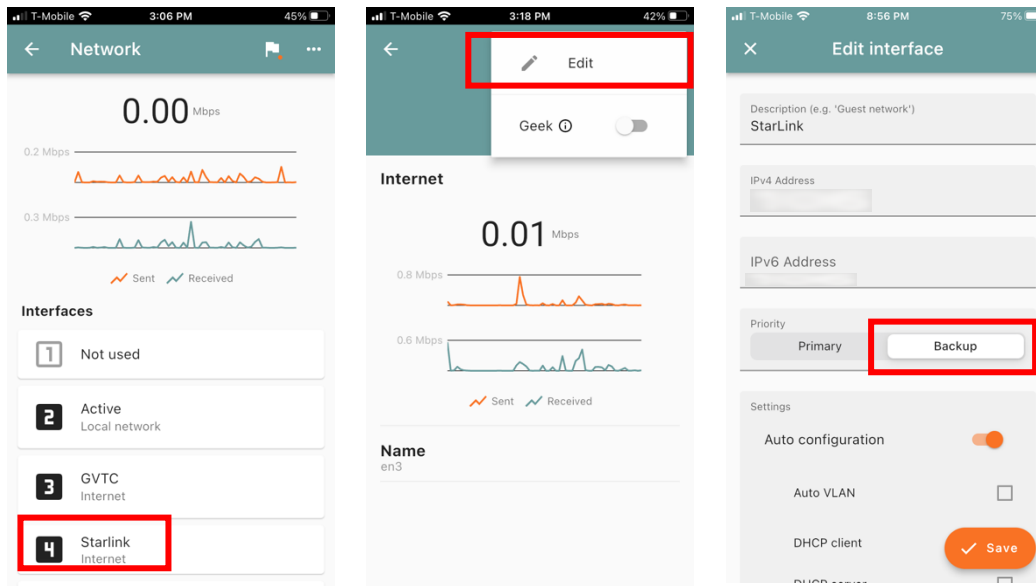 T-Mobile 3:06 PM 45%
Network
0.00 Mbps
0.2 Mbps
0.3 Mbps
Sent Received
Interfaces
1 Not used
2 Active
Local network
3 GVTC
Internet
4 Starlink
Internet
T-Mobile 3:18 PM 42%
Edit
Geek
Internet
0.01 Mbps
0.8 Mbps
0.6 Mbps
Sent Received
Name
en3
T-Mobile 8:56 PM 75%
Edit interface
Description (e.g. 'Guest network')
StarLink
IPv4 Address
IPv6 Address
Priority
Primary Backup
Settings
Auto configuration
Auto VLAN
DHCP client
Save
DHCP server